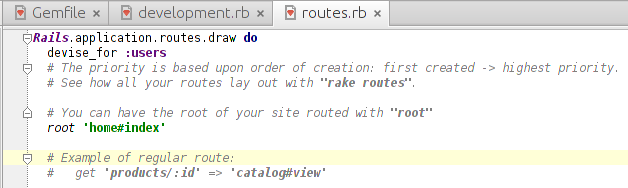 Gemfile × development.rb × routes.rb ×
Rails.application.routes.draw do
devise_for :users
# The priority is based upon order of creation: first created -> highest priority.
# See how all your routes lay out with "rake routes".
# You can have the root of your site routed with "root"
root 'home#index'
# Example of regular route:
#   get 'products/:id' => 'catalog#view'